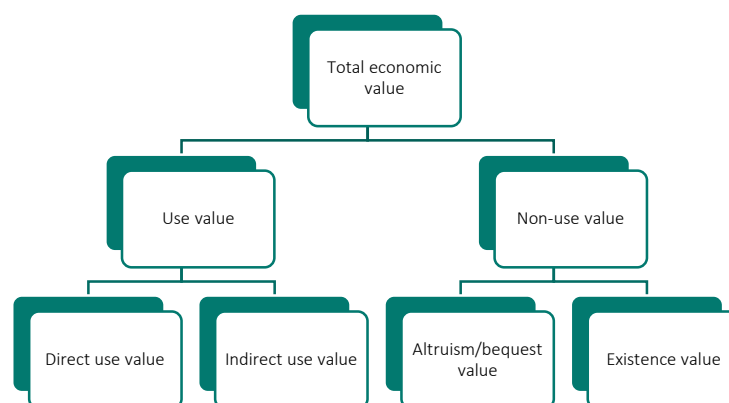 Total economic
value
Use value
Non-use value
Direct use value
Indirect use value
Altruism/bequest
value
Existence value